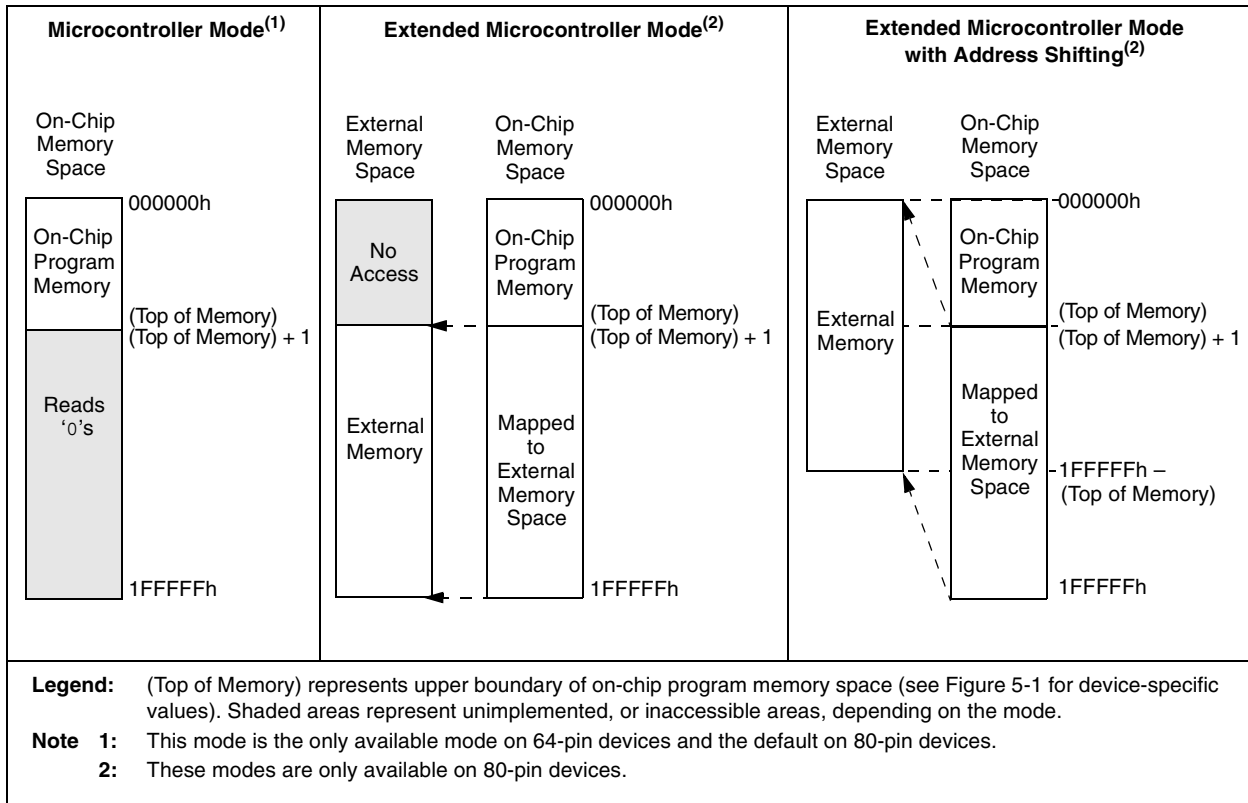 Microcontroller Mode(1)
On-Chip
Memory
Space
000000h
On-Chip
Program
Memory
(Top of Memory)
(Top of Memory) + 1
Reads
‘0’s
1FFFFFh
Extended Microcontroller Mode(2)
External
Memory
Space
On-Chip
Memory
Space
000000h
No
Access
On-Chip
Program
Memory
(Top of Memory)
(Top of Memory) + 1
External
Memory
Mapped
to
External
Memory
Space
1FFFFFh
Extended Microcontroller Mode
with Address Shifting(2)
External
Memory
Space
On-Chip
Memory
Space
000000h
On-Chip
Program
Memory
External
Memory
(Top of Memory)
(Top of Memory) + 1
Mapped
to
External
Memory
Space
1FFFFFh –
(Top of Memory)
1FFFFFh
Legend: (Top of Memory) represents upper boundary of on-chip program memory space (see Figure 5-1 for device-specific
values). Shaded areas represent unimplemented, or inaccessible areas, depending on the mode.
Note 1: This mode is the only available mode on 64-pin devices and the default on 80-pin devices.
2: These modes are only available on 80-pin devices.